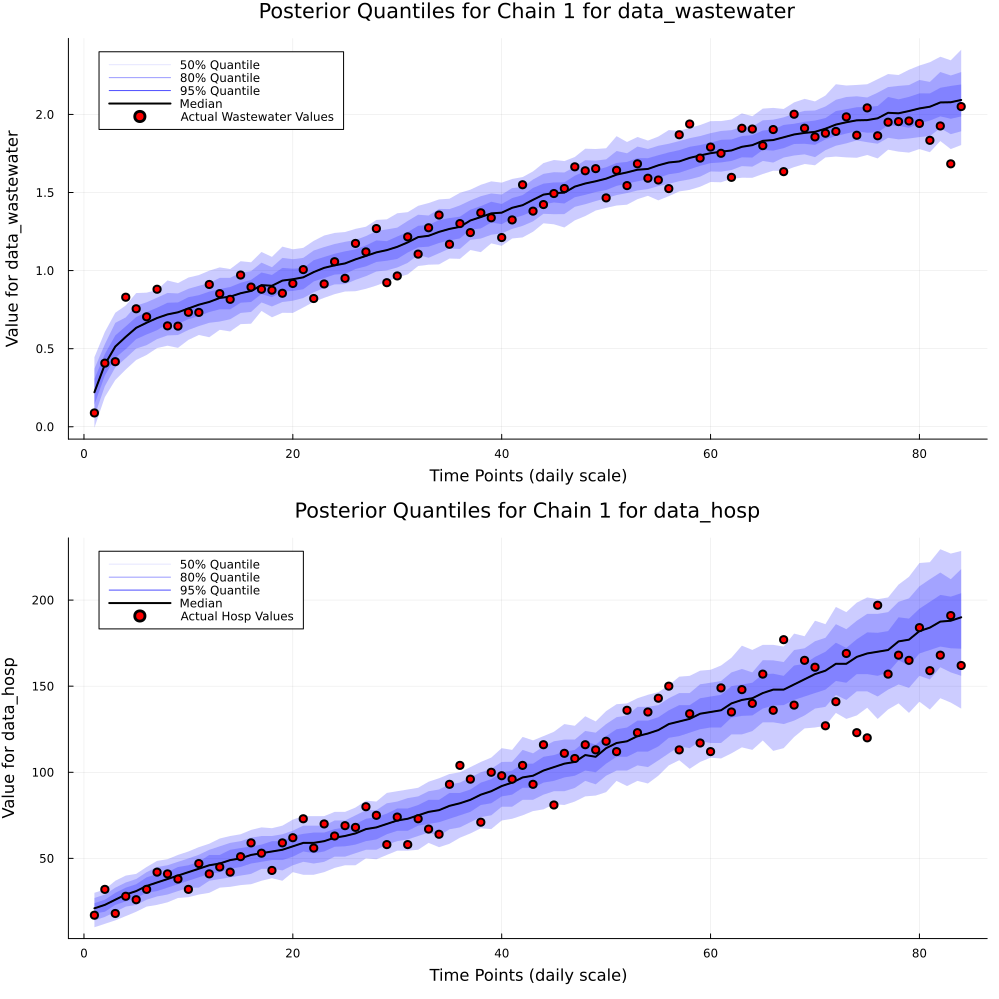 Posterior Quantiles for Chain 1 for data_wastewater
50% Quantile
80% Quantile
95% Quantile
Median
Actual Wastewater Values
Value for data_wastewater
2.0
1.5
1.0
0.5
0.0
0 20 40 60 80
Time Points (daily scale)
Posterior Quantiles for Chain 1 for data_hosp
50% Quantile
80% Quantile
95% Quantile
Median
Actual Hosp Values
Value for data_hosp
200
150
100
50
0 20 40 60 80
Time Points (daily scale)